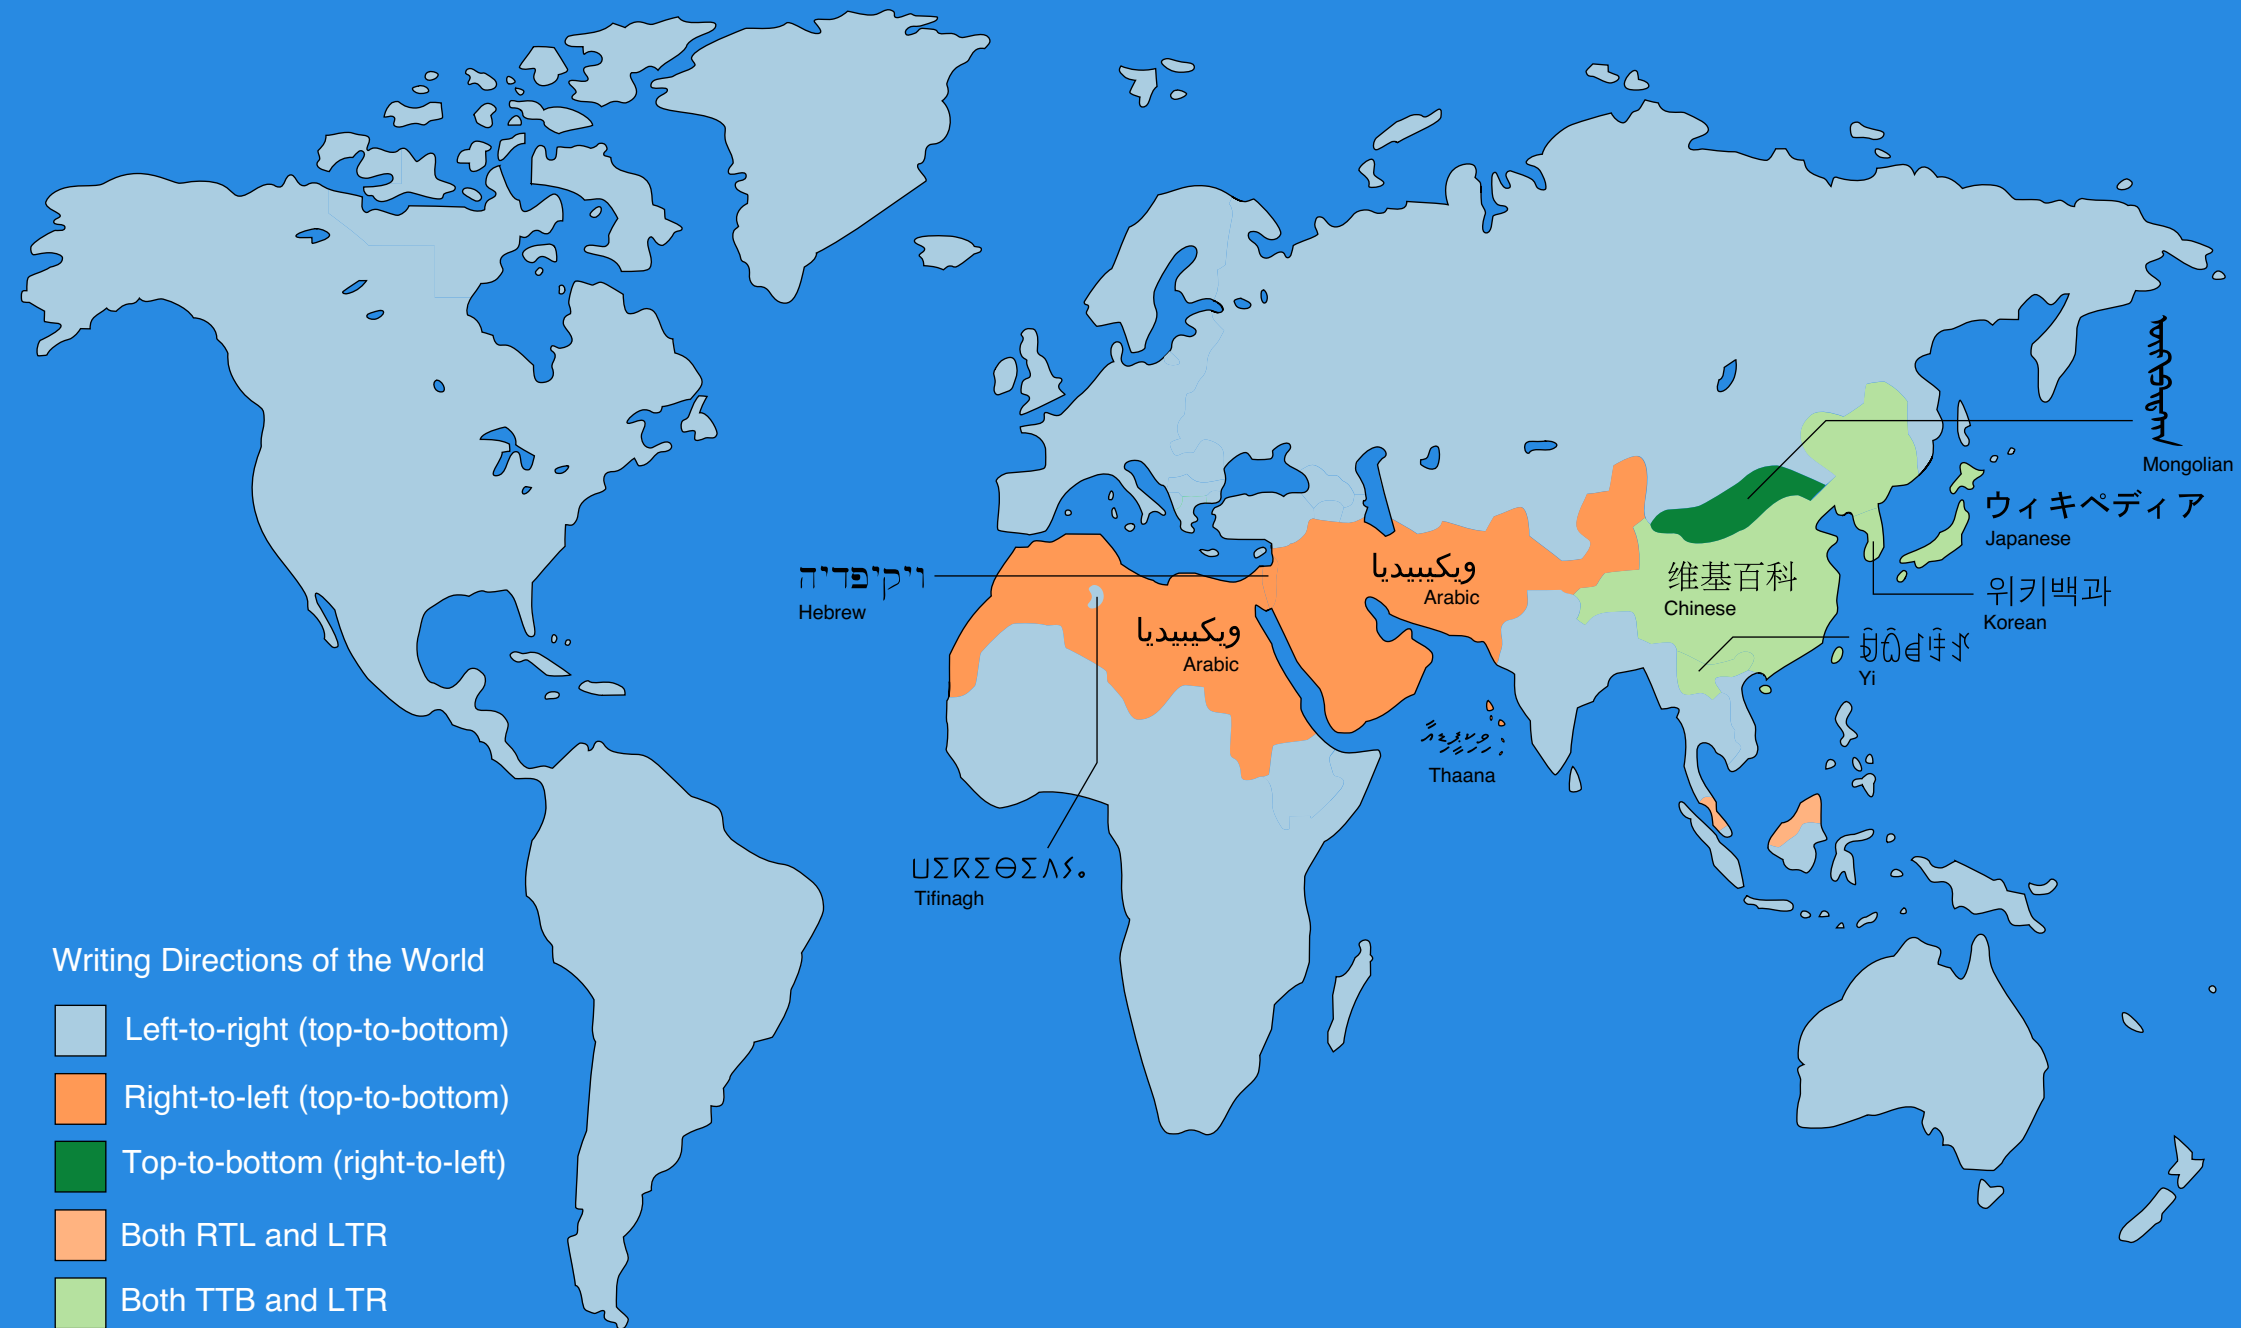 Mongolian
ウィキペディア
Japanese
ویکیبیدیا
Arabic
维基百科
Chinese
ויקיפדיה
Hebrew
위키백과
Korean
ویکیبیدیا
Arabic
Yi
ވިކިޕީޑިއާ
Thaana
ⵡⵉⴽⵉⴱⵉⴷⵢⴰ
Tifinagh
Writing Directions of the World
Left-to-right (top-to-bottom)
Right-to-left (top-to-bottom)
Top-to-bottom (right-to-left)
Both RTL and LTR
Both TTB and LTR